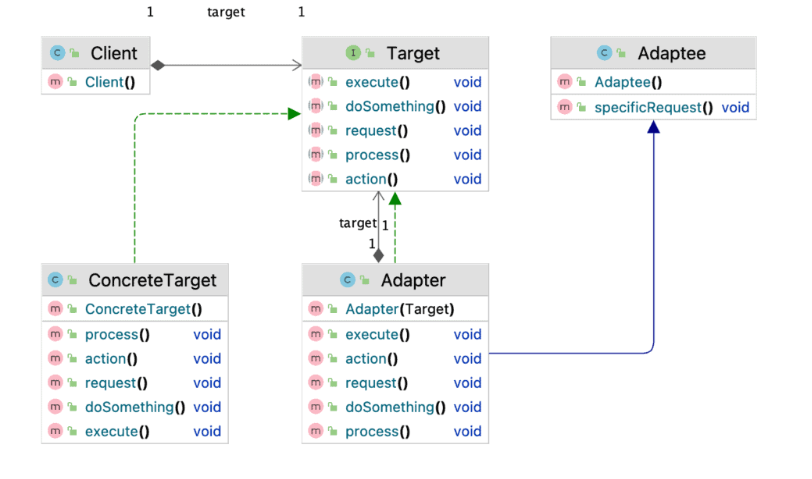 1 target 1
Client
Client()
Target
execute() void
doSomething() void
request() void
process() void
action() void
Adaptee
Adaptee()
specificRequest() void
target 1
1
ConcreteTarget
ConcreteTarget()
process() void
action() void
request() void
doSomething() void
execute() void
Adapter
Adapter(Target)
execute() void
action() void
request() void
doSomething() void
process() void